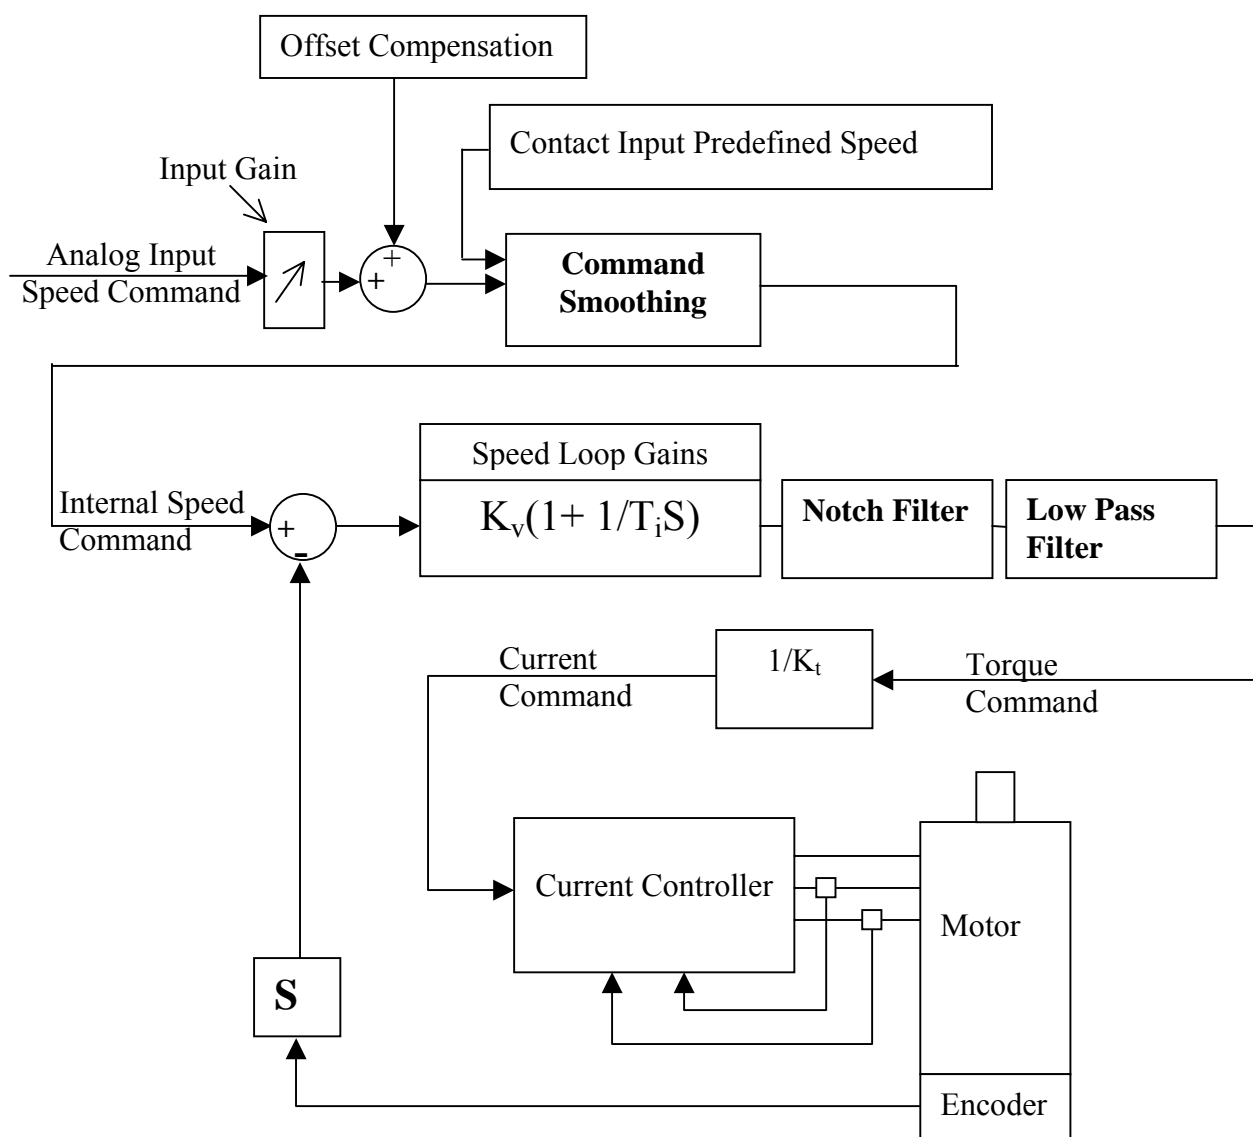 Offset Compensation
Contact Input Predefined Speed
Input Gain
Analog Input
Speed Command
+
+
Command
Smoothing
Speed Loop Gains
Internal Speed
Command
+
-
Kᵥ(1+ 1/TᵢS)
Notch Filter
Low Pass
Filter
Current
Command
1/Kₜ
Torque
Command
Current Controller
Motor
S
Encoder